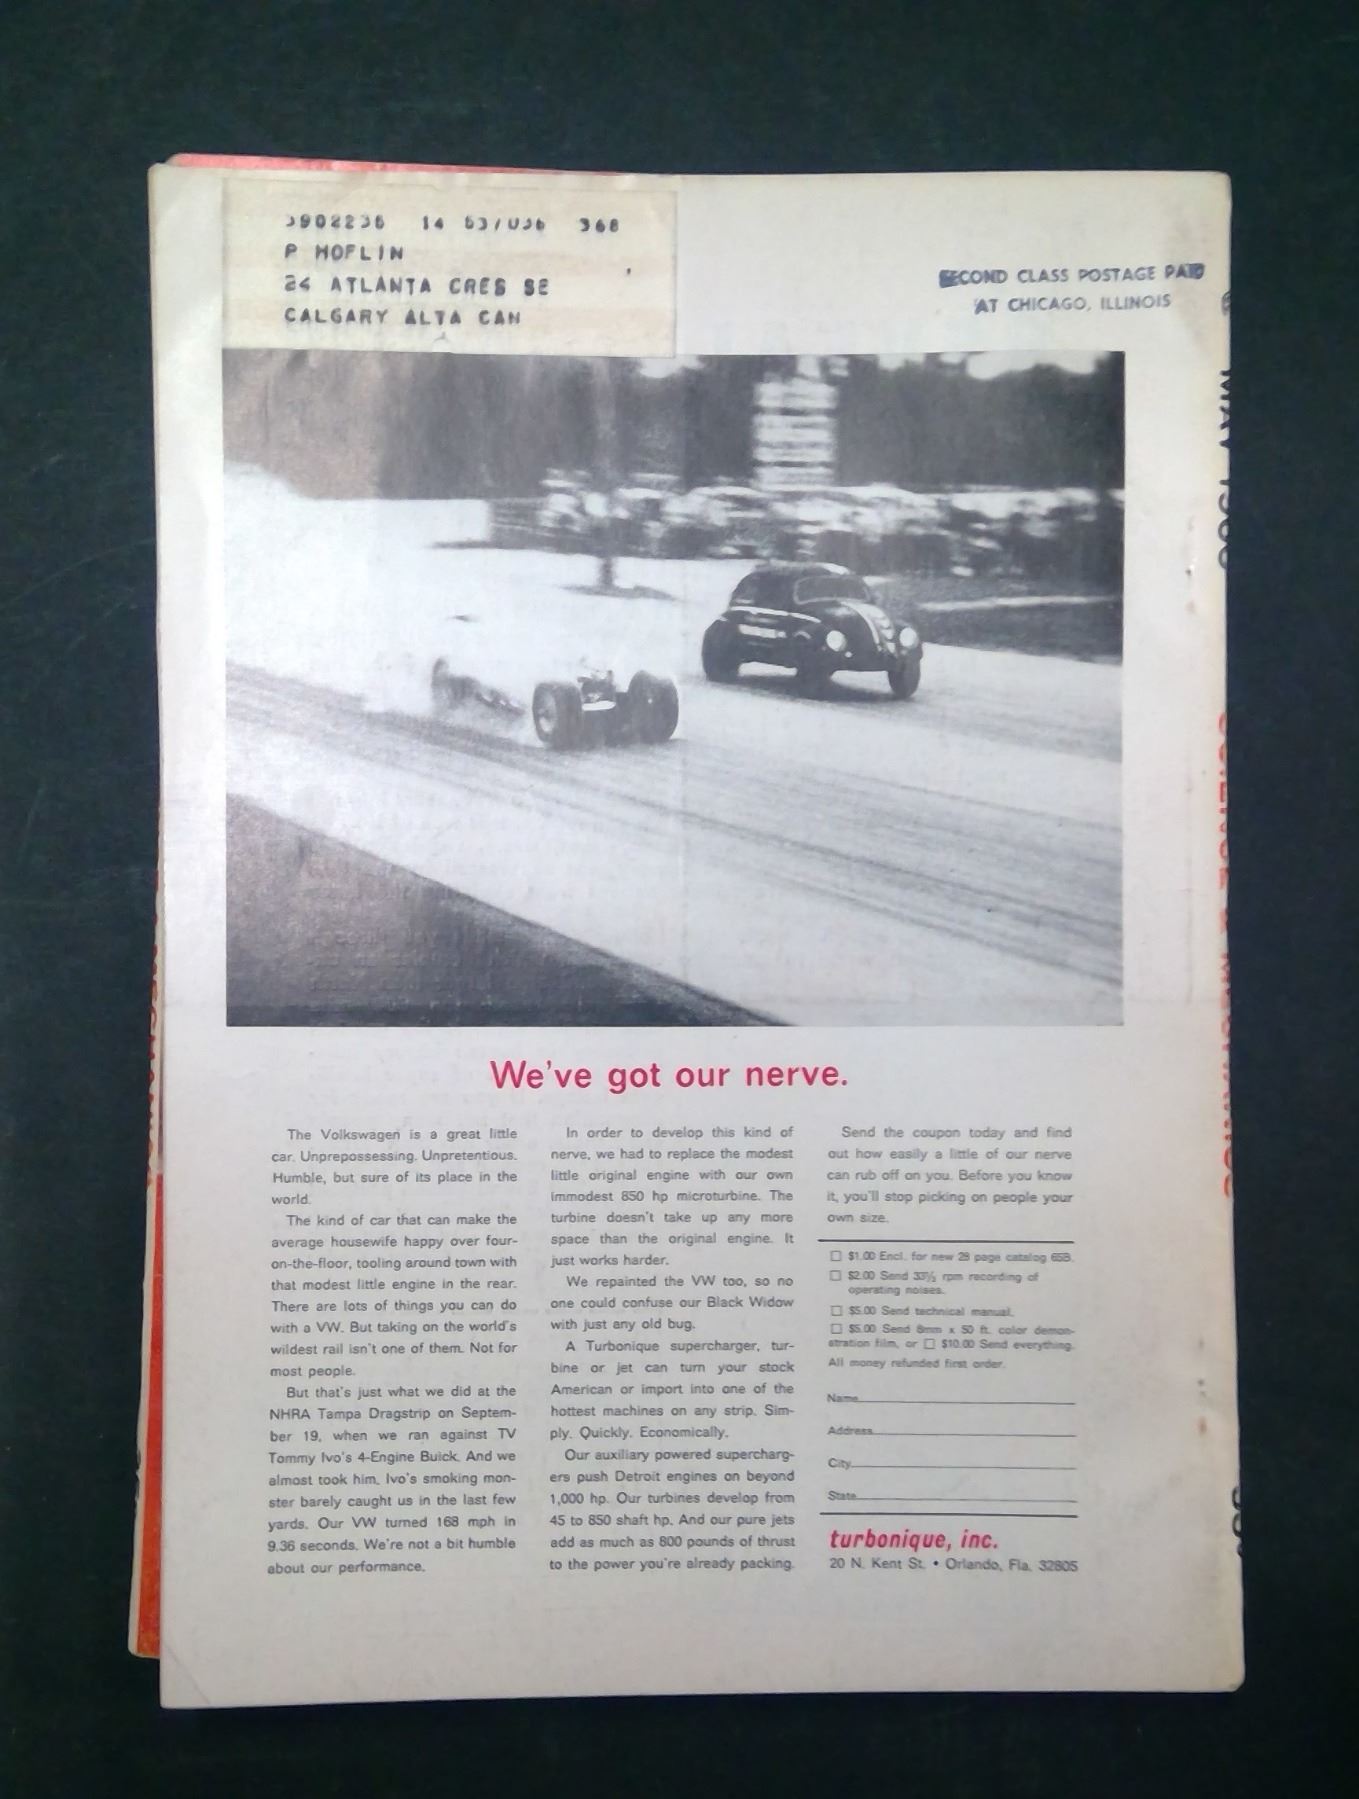 P HOFLIN
24 ATLANTA CRES SE
CALGARY ALTA CAN
SECOND CLASS POSTAGE PAID
AT CHICAGO, ILLINOIS
We've got our nerve.
The Volkswagen is a great little
car. Unprepossessing. Unpretentious.
Humble, but sure of its place in the
world.
The kind of car that can make the
average housewife happy over four-
on-the-floor, tooling around town with
that modest little engine in the rear.
There are lots of things you can do
with a VW. But taking on the world's
wildest rail isn't one of them. Not for
most people.
But that's just what we did at the
NHRA Tampa Dragstrip on Septem-
ber 19, when we ran against TV
Tommy Ivo's 4-Engine Buick. And we
almost took him. Ivo's smoking mon-
ster barely caught us in the last few
yards. Our VW turned 168 mph in
9.36 seconds. We're not a bit humble
about our performance.
In order to develop this kind of
nerve, we had to replace the modest
little original engine with our own
immodest 850 hp microturbine. The
turbine doesn't take up any more
space than the original engine. It
just works harder.
We repainted the VW too, so no
one could confuse our Black Widow
with just any old bug.
A Turbonique supercharger, tur-
bine or jet can turn your stock
American or import into one of the
hottest machines on any strip. Sim-
ply. Quickly. Economically.
Our auxiliary powered supercharg-
ers push Detroit engines on beyond
1,000 hp. Our turbines develop from
45 to 850 shaft hp. And our pure jets
add as much as 800 pounds of thrust
to the power you're already packing.
Send the coupon today and find
out how easily a little of our nerve
can rub off on you. Before you know
it, you'll stop picking on people your
own size.
$1.00 Encl. for new 28 page catalog 65B.
$2.00 Send 33⅓ rpm recording of
operating noises.
$5.00 Send technical manual.
$5.00 Send 8mm x 50 ft. color demon-
stration film, or □ $10.00 Send everything.
All money refunded first order.
Name
Address
City
State
turbonique, inc.
20 N. Kent St. • Orlando, Fla. 32805